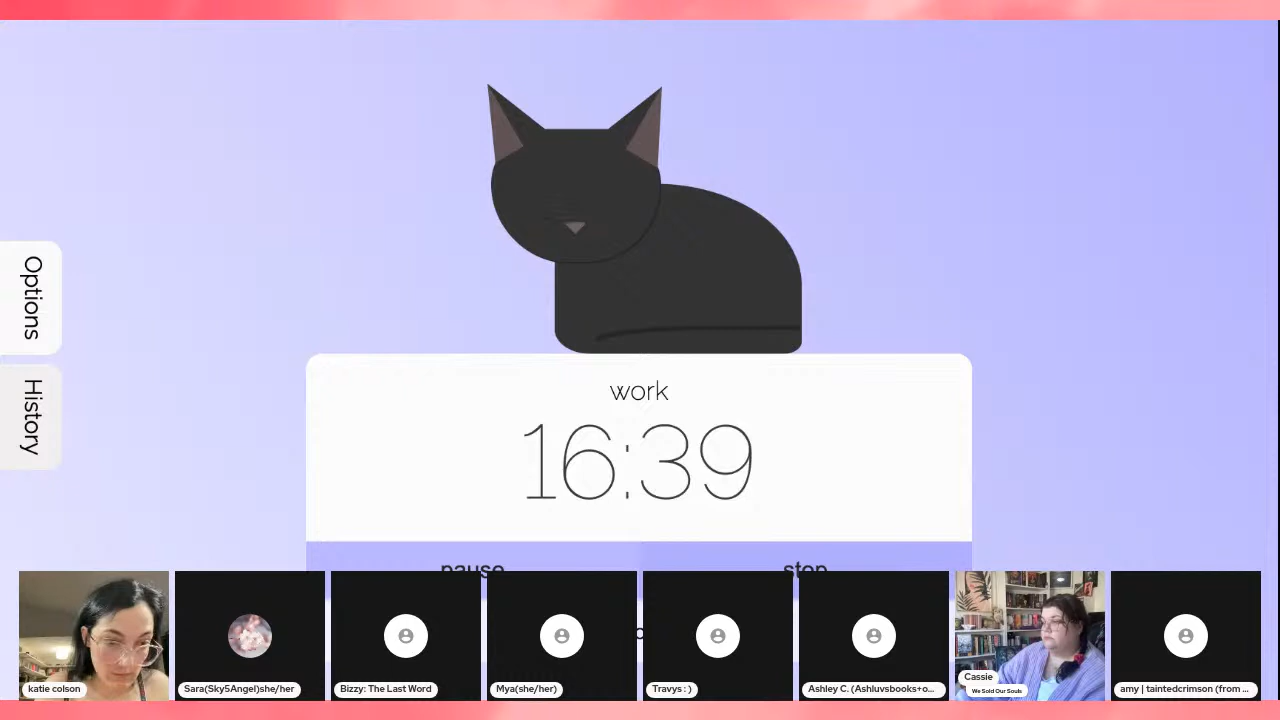 Options
History
work
16:39
pause
stop
katie colson
Sara(Sky5Angel)she/her
Bizzy: The Last Word
Mya(she/her)
Travys : )
Ashley C. (Ashluvsbooks+o...
Cassie
We Sold Our Souls
amy | taintedcrimson (from ...